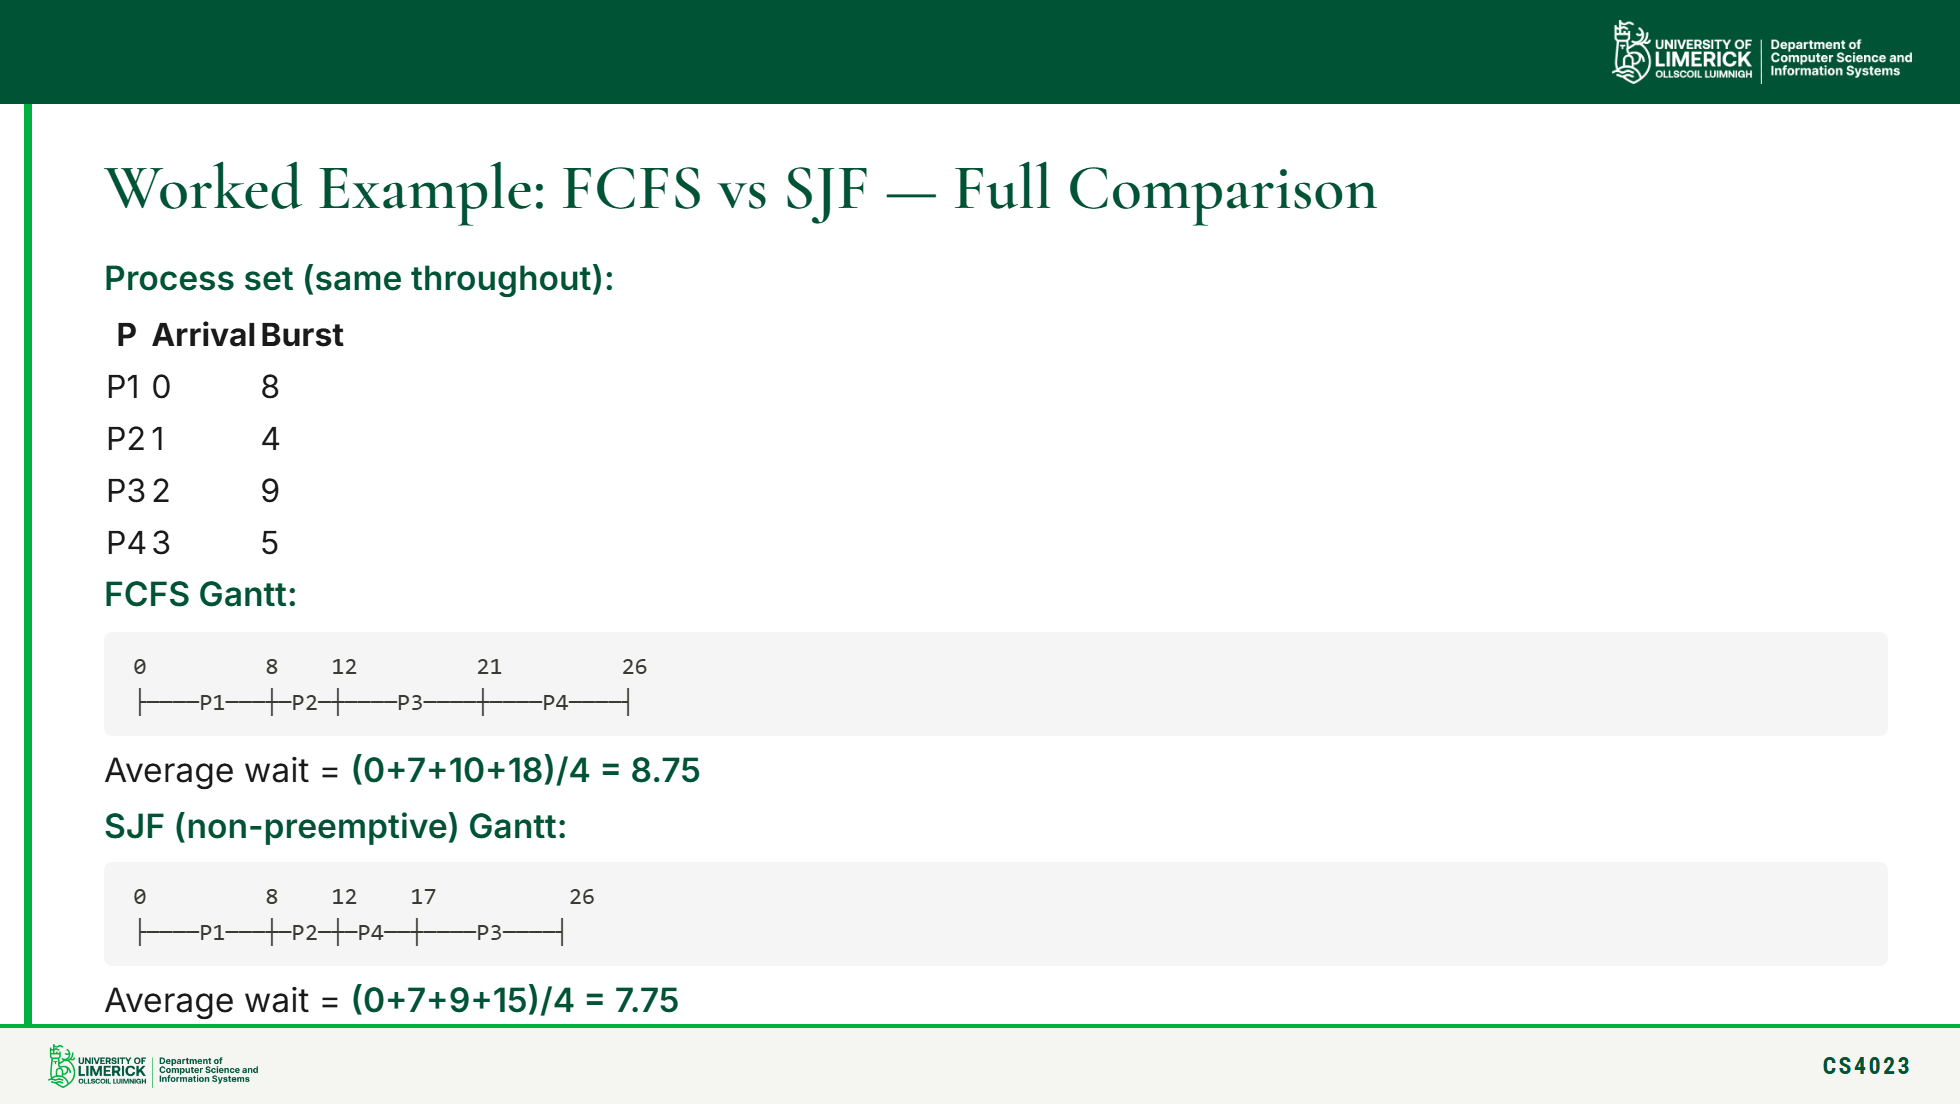 UNIVERSITY OF
LIMERICK
OLLSCOIL LUIMNIGH
Department of
Computer Science and
Information Systems
Worked Example: FCFS vs SJF — Full Comparison
Process set (same throughout):
P Arrival Burst
P1 0 8
P2 1 4
P3 2 9
P4 3 5
FCFS Gantt:
0 8 12 21 26
├────P1───┼─P2─┼────P3────┼────P4────┤
Average wait = (0+7+10+18)/4 = 8.75
SJF (non-preemptive) Gantt:
0 8 12 17 26
├────P1───┼─P2─┼─P4──┼────P3────┤
Average wait = (0+7+9+15)/4 = 7.75
UNIVERSITY OF
LIMERICK
OLLSCOIL LUIMNIGH
Department of
Computer Science and
Information Systems
CS4023